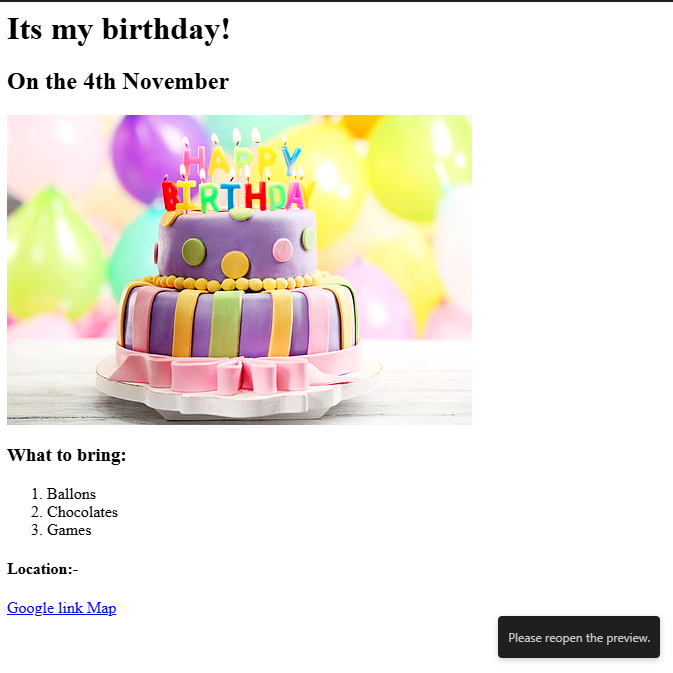 Its my birthday!
On the 4th November
HAPPY
BIRTHDAY
What to bring:
1. Ballons
2. Chocolates
3. Games
Location:-
Google link Map
Please reopen the preview.